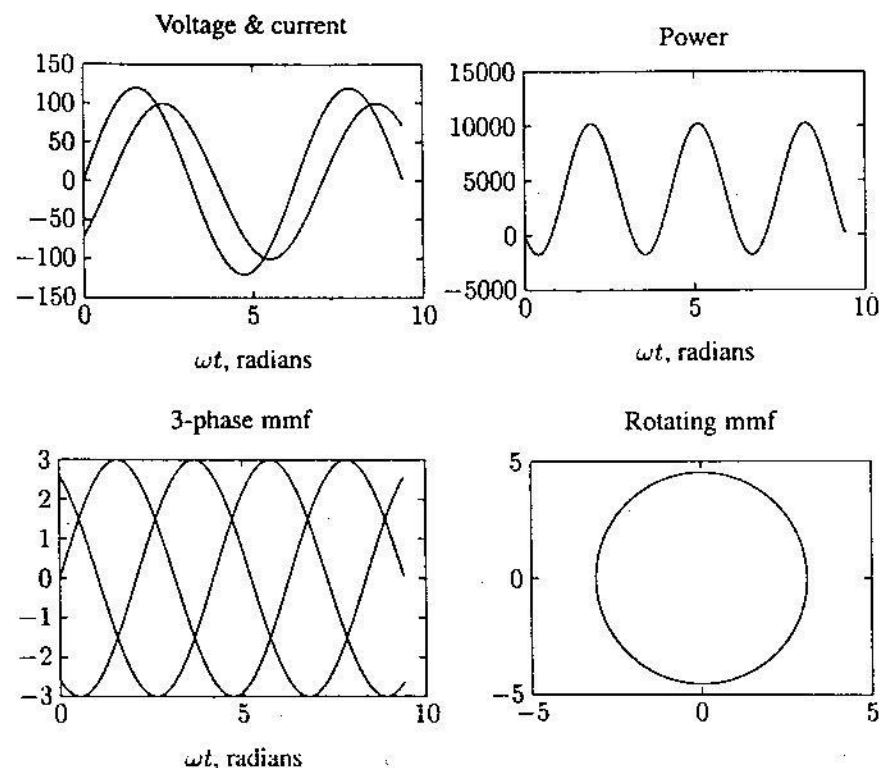 Voltage & current
150
100
50
0
−50
−100
−150
0 5 10
ωt, radians
Power
15000
10000
5000
0
−5000
0 5 10
ωt, radians
3-phase mmf
3
2
1
0
−1
−2
−3
0 5 10
ωt, radians
Rotating mmf
5
0
−5
−5 0 5